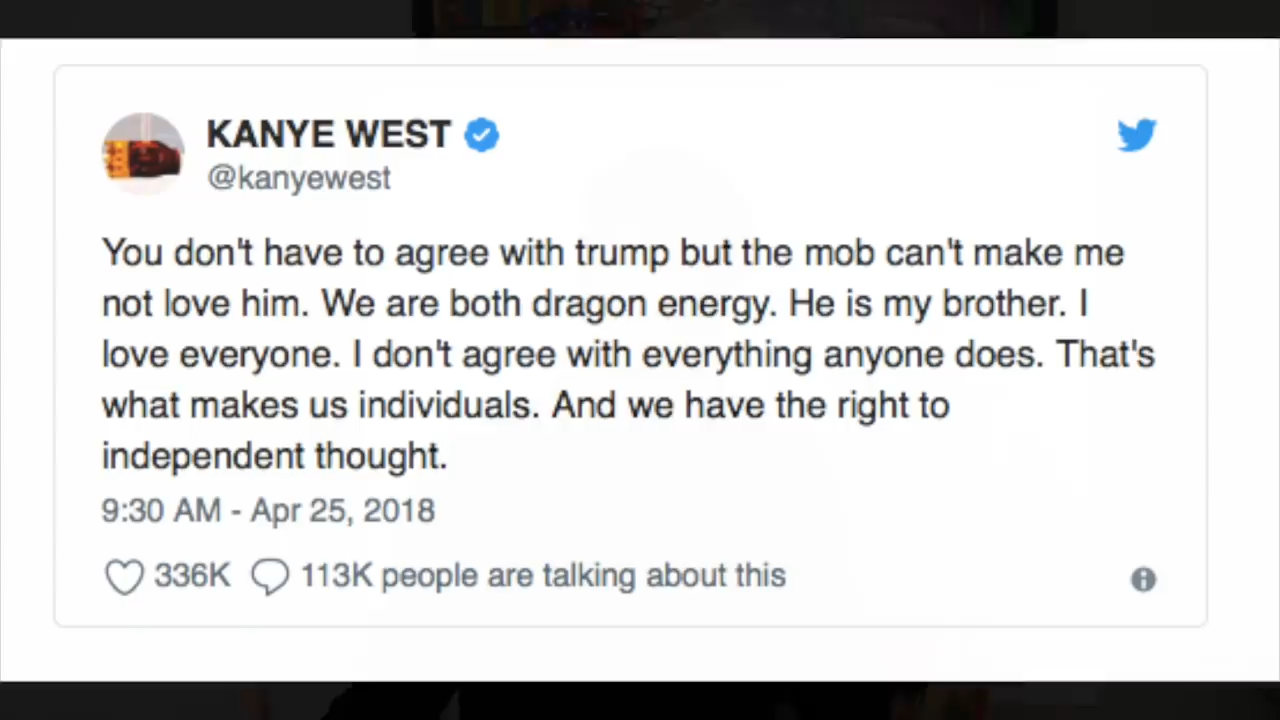 KANYE WEST
@kanyewest
You don't have to agree with trump but the mob can't make me
not love him. We are both dragon energy. He is my brother. I
love everyone. I don't agree with everything anyone does. That's
what makes us individuals. And we have the right to
independent thought.
9:30 AM - Apr 25, 2018
336K 113K people are talking about this